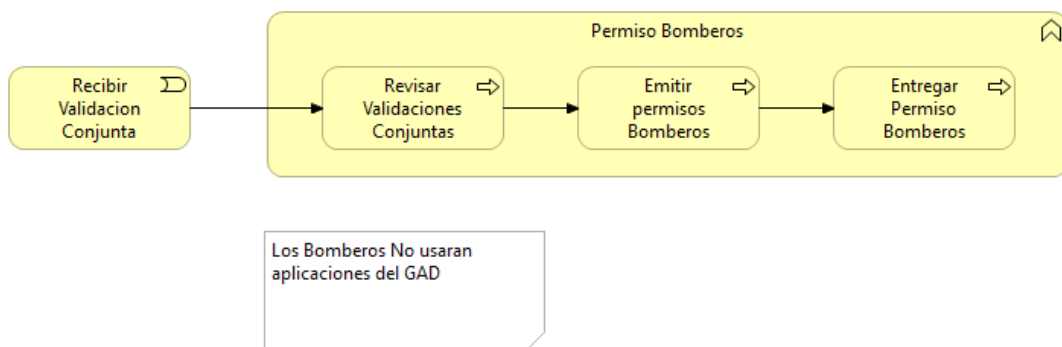 Permiso Bomberos
Recibir
Validacion
Conjunta
Revisar
Validaciones
Conjuntas
Emitir
permisos
Bomberos
Entregar
Permiso
Bomberos
Los Bomberos No usaran
aplicaciones del GAD